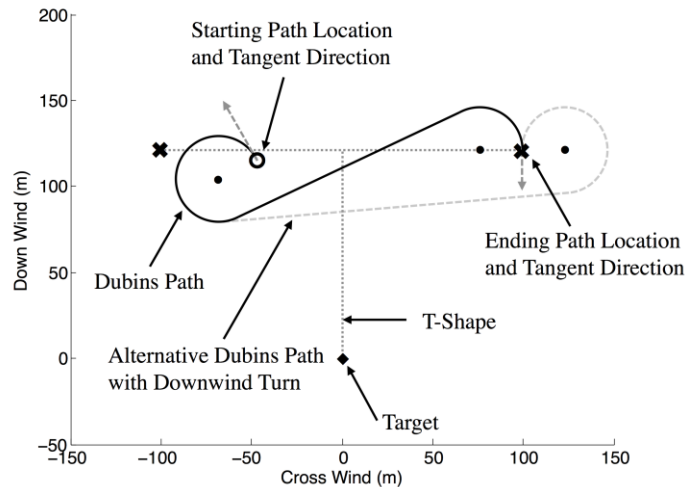 200
150
100
50
0
−50
Down Wind (m)
Starting Path Location
and Tangent Direction
Ending Path Location
and Tangent Direction
Dubins Path
T-Shape
Alternative Dubins Path
with Downwind Turn
Target
−150
−100
−50
0
50
100
150
Cross Wind (m)